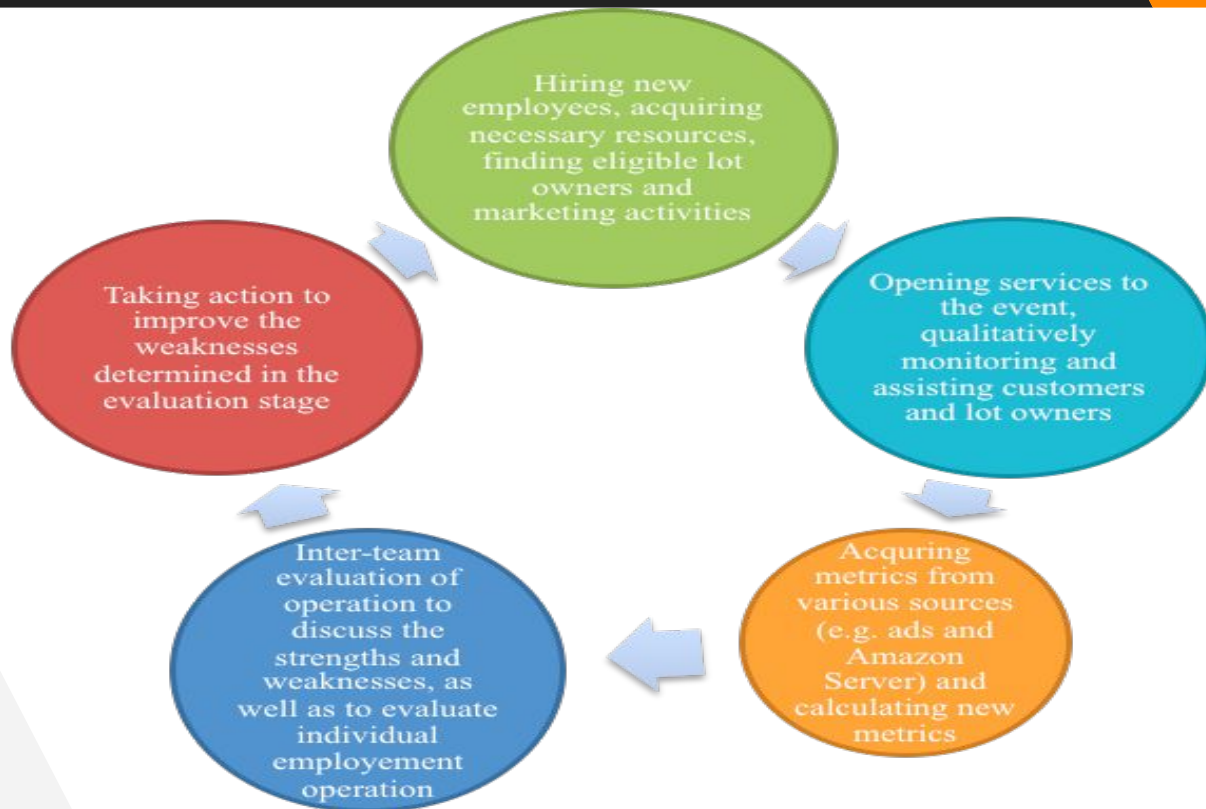 Hiring new
employees, acquiring
necessary resources,
finding eligible lot
owners and
marketing activities
Opening services to
the event,
qualitatively
monitoring and
assisting customers
and lot owners
Acquring
metrics from
various sources
(e.g. ads and
Amazon
Server) and
calculating new
metrics
Inter-team
evaluation of
operation to
discuss the
strengths and
weaknesses, as
well as to evaluate
individual
employement
operation
Taking action to
improve the
weaknesses
determined in the
evaluation stage